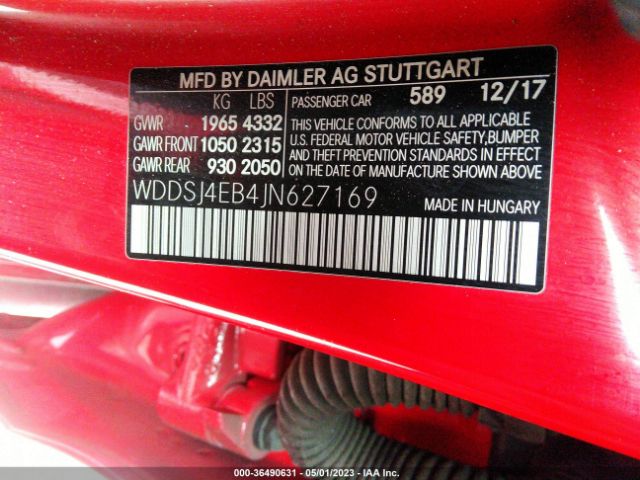 MFD BY DAIMLER AG STUTTGART
KG LBS
GVWR 1965 4332
GAWR FRONT 1050 2315
GAWR REAR 930 2050
PASSENGER CAR 589 12/17
THIS VEHICLE CONFORMS TO ALL APPLICABLE
U.S. FEDERAL MOTOR VEHICLE SAFETY,BUMPER
AND THEFT PREVENTION STANDARDS IN EFFECT
ON THE DATE OF MANUFACTURE SHOWN ABOVE
WDDSJ4EB4JN627169
MADE IN HUNGARY
000-36490631 - 05/01/2023 - IAA Inc.